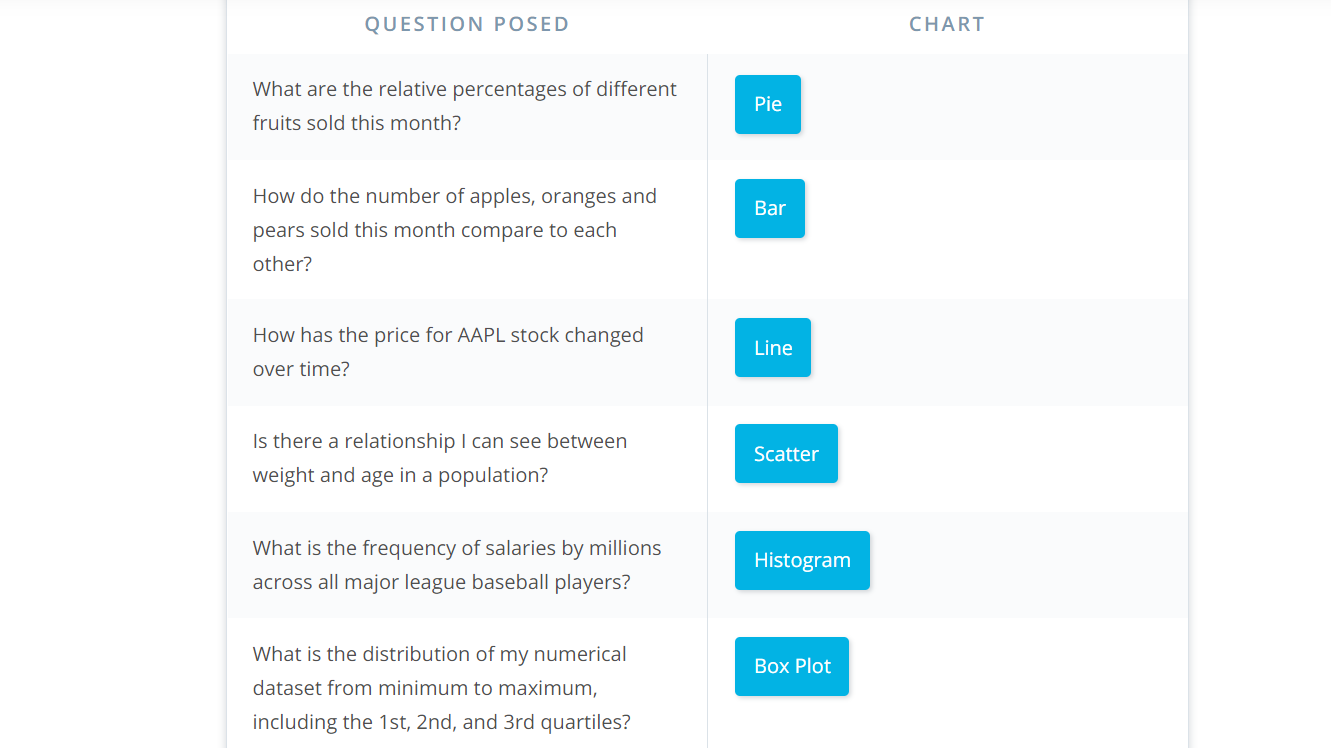 QUESTION POSED
CHART
What are the relative percentages of different
fruits sold this month?
Pie
How do the number of apples, oranges and
pears sold this month compare to each
other?
Bar
How has the price for AAPL stock changed
over time?
Line
Is there a relationship I can see between
weight and age in a population?
Scatter
What is the frequency of salaries by millions
across all major league baseball players?
Histogram
What is the distribution of my numerical
dataset from minimum to maximum,
including the 1st, 2nd, and 3rd quartiles?
Box Plot